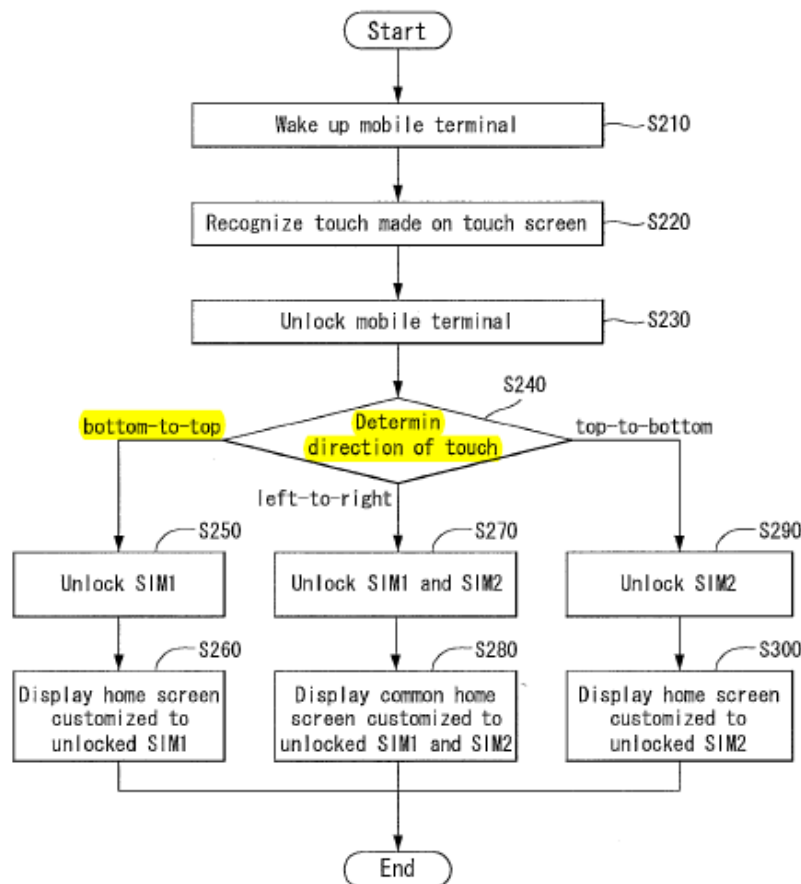 Start
Wake up mobile terminal
S210
Recognize touch made on touch screen
S220
Unlock mobile terminal
S230
S240
bottom-to-top
Determin
direction of touch
top-to-bottom
left-to-right
S250
S270
S290
Unlock SIM1
Unlock SIM1 and SIM2
Unlock SIM2
S260
S280
S300
Display home screen
customized to
unlocked SIM1
Display common home
screen customized to
unlocked SIM1 and SIM2
Display home screen
customized to
unlocked SIM2
End